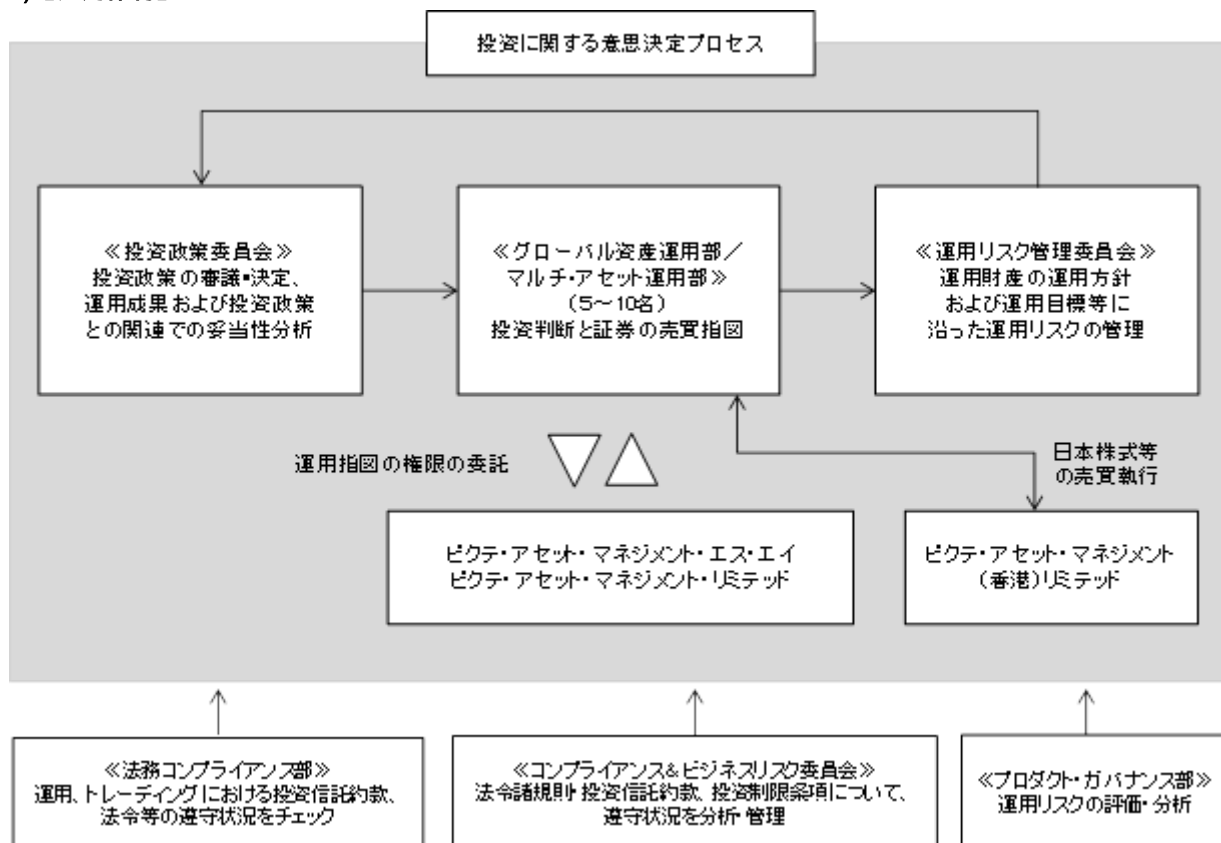 投資に関する意思決定プロセス
≪投資政策委員会≫
投資政策の審議・決定、
運用成果および投資政策
との関連での妥当性分析
≪グローバル資産運用部／
マルチ・アセット運用部≫
(5～10名)
投資判断と証券の売買指図
≪運用リスク管理委員会≫
運用財産の運用方針
および運用目標等に
沿った運用リスクの管理
運用指図の権限の委託
日本株式等
の売買執行
ピクテ・アセット・マネジメント・エス・エイ
ピクテ・アセット・マネジメント・リミテッド
ピクテ・アセット・マネジメント
(香港)リミテッド
≪法務コンプライアンス部≫
運用、トレーディングにおける投資信託約款、
法令等の遵守状況をチェック
≪コンプライアンス&ビジネスリスク委員会≫
法令諸規則・投資信託約款、投資制限条項について、
遵守状況を分析・管理
≪プロダクト・ガバナンス部≫
運用リスクの評価・分析